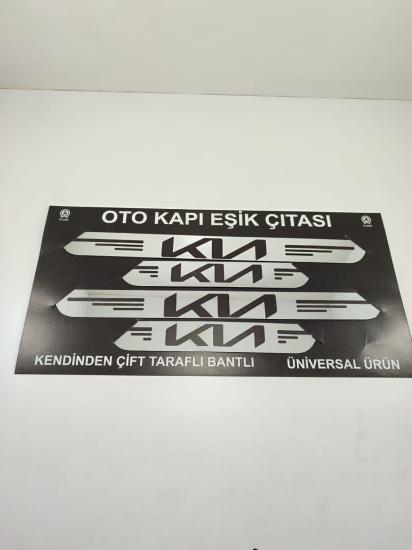 OTO KAPI EŞİK ÇITASI
KIA
KIA
KIA
KIA
KENDİNDEN ÇİFT TARAFLI BANTLI
ÜNİVERSAL ÜRÜN